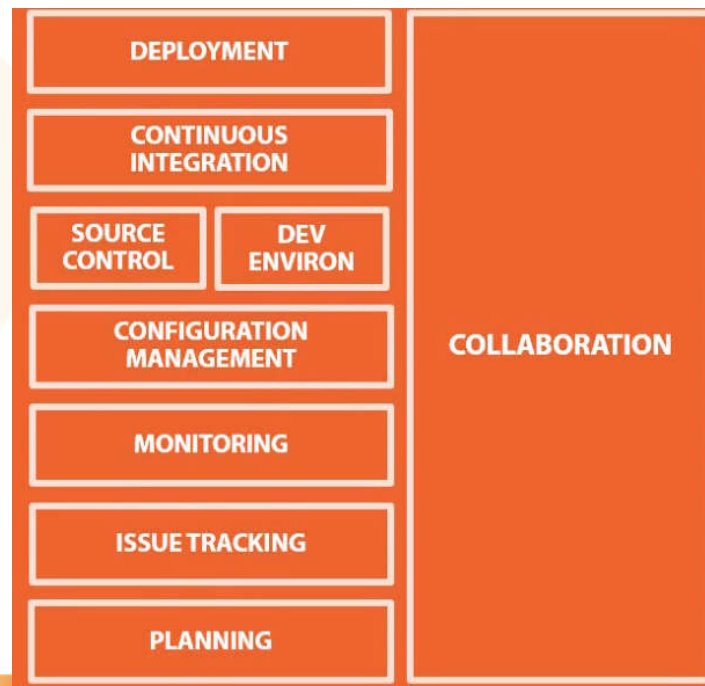 DEPLOYMENT
CONTINUOUS
INTEGRATION
SOURCE
CONTROL
DEV
ENVIRON
CONFIGURATION
MANAGEMENT
MONITORING
ISSUE TRACKING
PLANNING
COLLABORATION